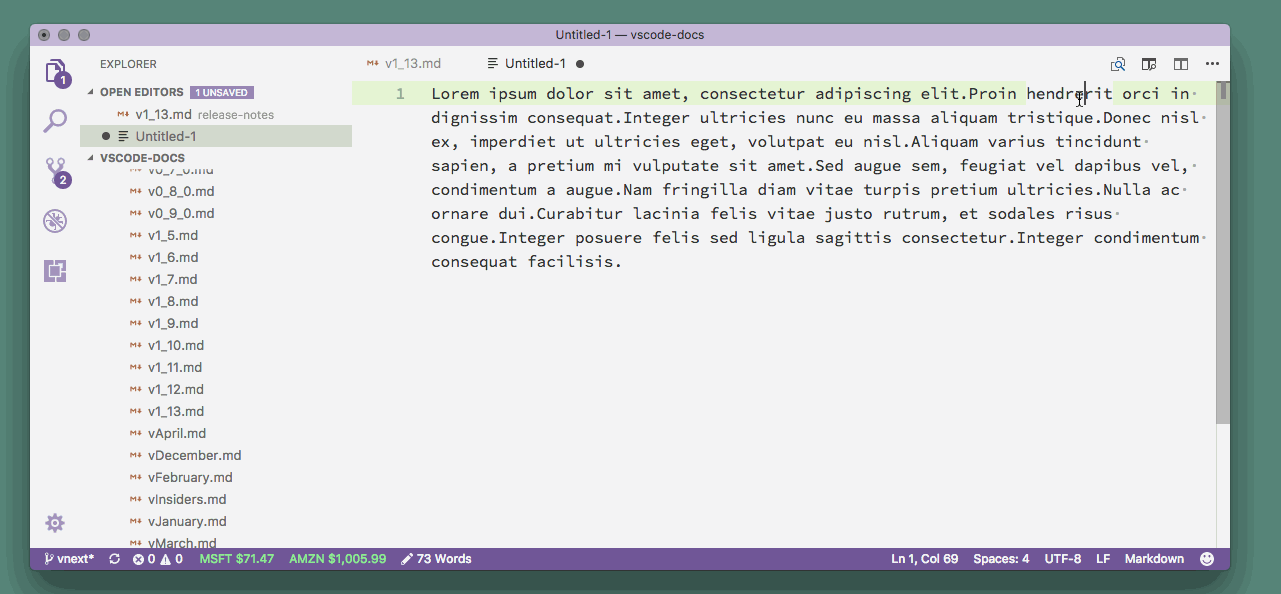 Untitled-1 — vscode-docs
EXPLORER
v1_13.md
Untitled-1
1
OPEN EDITORS 1 UNSAVED
v1_13.md release-notes
Untitled-1
2
VSCODE-DOCS
v0_7_0.md
v0_8_0.md
v0_9_0.md
v1_5.md
v1_6.md
v1_7.md
v1_8.md
v1_9.md
v1_10.md
v1_11.md
v1_12.md
v1_13.md
vApril.md
vDecember.md
vFebruary.md
vInsiders.md
vJanuary.md
vMarch.md
1 Lorem ipsum dolor sit amet, consectetur adipiscing elit.Proin hendrerit orci in·
dignissim consequat.Integer ultricies nunc eu massa aliquam tristique.Donec nisl·
ex, imperdiet ut ultricies eget, volutpat eu nisl.Aliquam varius tincidunt·
sapien, a pretium mi vulputate sit amet.Sed augue sem, feugiat vel dapibus vel,·
condimentum a augue.Nam fringilla diam vitae turpis pretium ultricies.Nulla ac·
ornare dui.Curabitur lacinia felis vitae justo rutrum, et sodales risus·
congue.Integer posuere felis sed ligula sagittis consectetur.Integer condimentum·
consequat facilisis.
vnext* 0 0 MSFT $71.47 AMZN $1,005.99 73 Words Ln 1, Col 69 Spaces: 4 UTF-8 LF Markdown